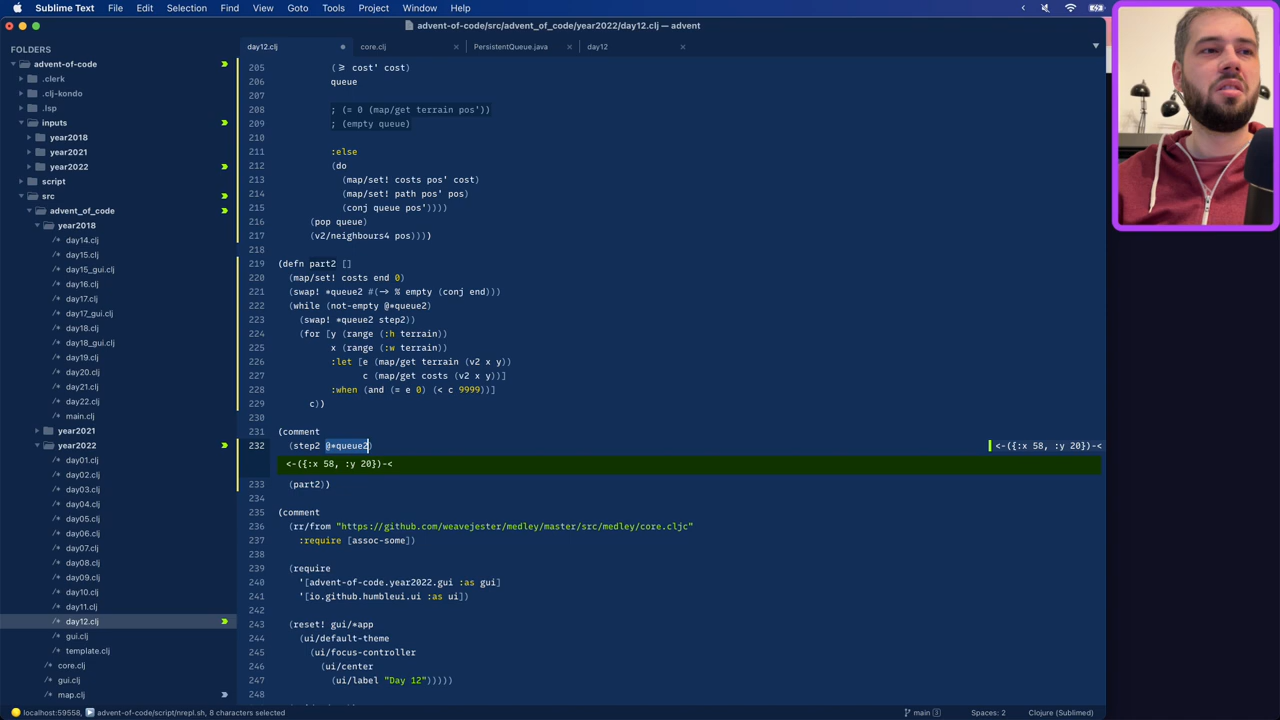 Sublime Text File Edit Selection Find View Goto Tools Project Window Help
advent-of-code/src/advent_of_code/year2022/day12.clj — advent
FOLDERS
advent-of-code
.clerk
.clj-kondo
.lsp
inputs
year2018
year2021
year2022
script
src
advent_of_code
year2018
day14.clj
day15.clj
day15_gui.clj
day16.clj
day17.clj
day17_gui.clj
day18.clj
day18_gui.clj
day19.clj
day20.clj
day21.clj
day22.clj
main.clj
year2021
year2022
day01.clj
day02.clj
day03.clj
day04.clj
day05.clj
day06.clj
day07.clj
day08.clj
day09.clj
day10.clj
day11.clj
day12.clj
gui.clj
template.clj
core.clj
gui.clj
map.clj
day12.clj core.clj PersistentQueue.java day12
205 (>= cost' cost)
206 queue
207
208 ; (= 0 (map/get terrain pos'))
209 ; (empty queue)
210
211 :else
212 (do
213 (map/set! costs pos' cost)
214 (map/set! path pos' pos)
215 (conj queue pos'))))
216 (pop queue)
217 (v2/neighbours4 pos))))
218
219 (defn part2 []
220 (map/set! costs end 0)
221 (swap! *queue2 #(-> % empty (conj end)))
222 (while (not-empty @*queue2)
223 (swap! *queue2 step2))
224 (for [y (range (:h terrain))
225 x (range (:w terrain))
226 :let [e (map/get terrain (v2 x y))
227 c (map/get costs (v2 x y))]
228 :when (and (= e 0) (< c 9999))]
229 c))
230
231 (comment
232 (step2 @*queue2) <-({:x 58, :y 20})-<
<-({:x 58, :y 20})-<
233 (part2))
234
235 (comment
236 (rr/from "https://github.com/weavejester/medley/master/src/medley/core.cljc"
237 :require [assoc-some])
238
239 (require
240 '[advent-of-code.year2022.gui :as gui]
241 '[io.github.humbleui.ui :as ui])
242
243 (reset! gui/*app
244 (ui/default-theme
245 (ui/focus-controller
246 (ui/center
247 (ui/label "Day 12")))))
248
localhost:59558, advent-of-code/script/nrepl.sh, 8 characters selected main 3 Spaces: 2 Clojure (Sublimed)